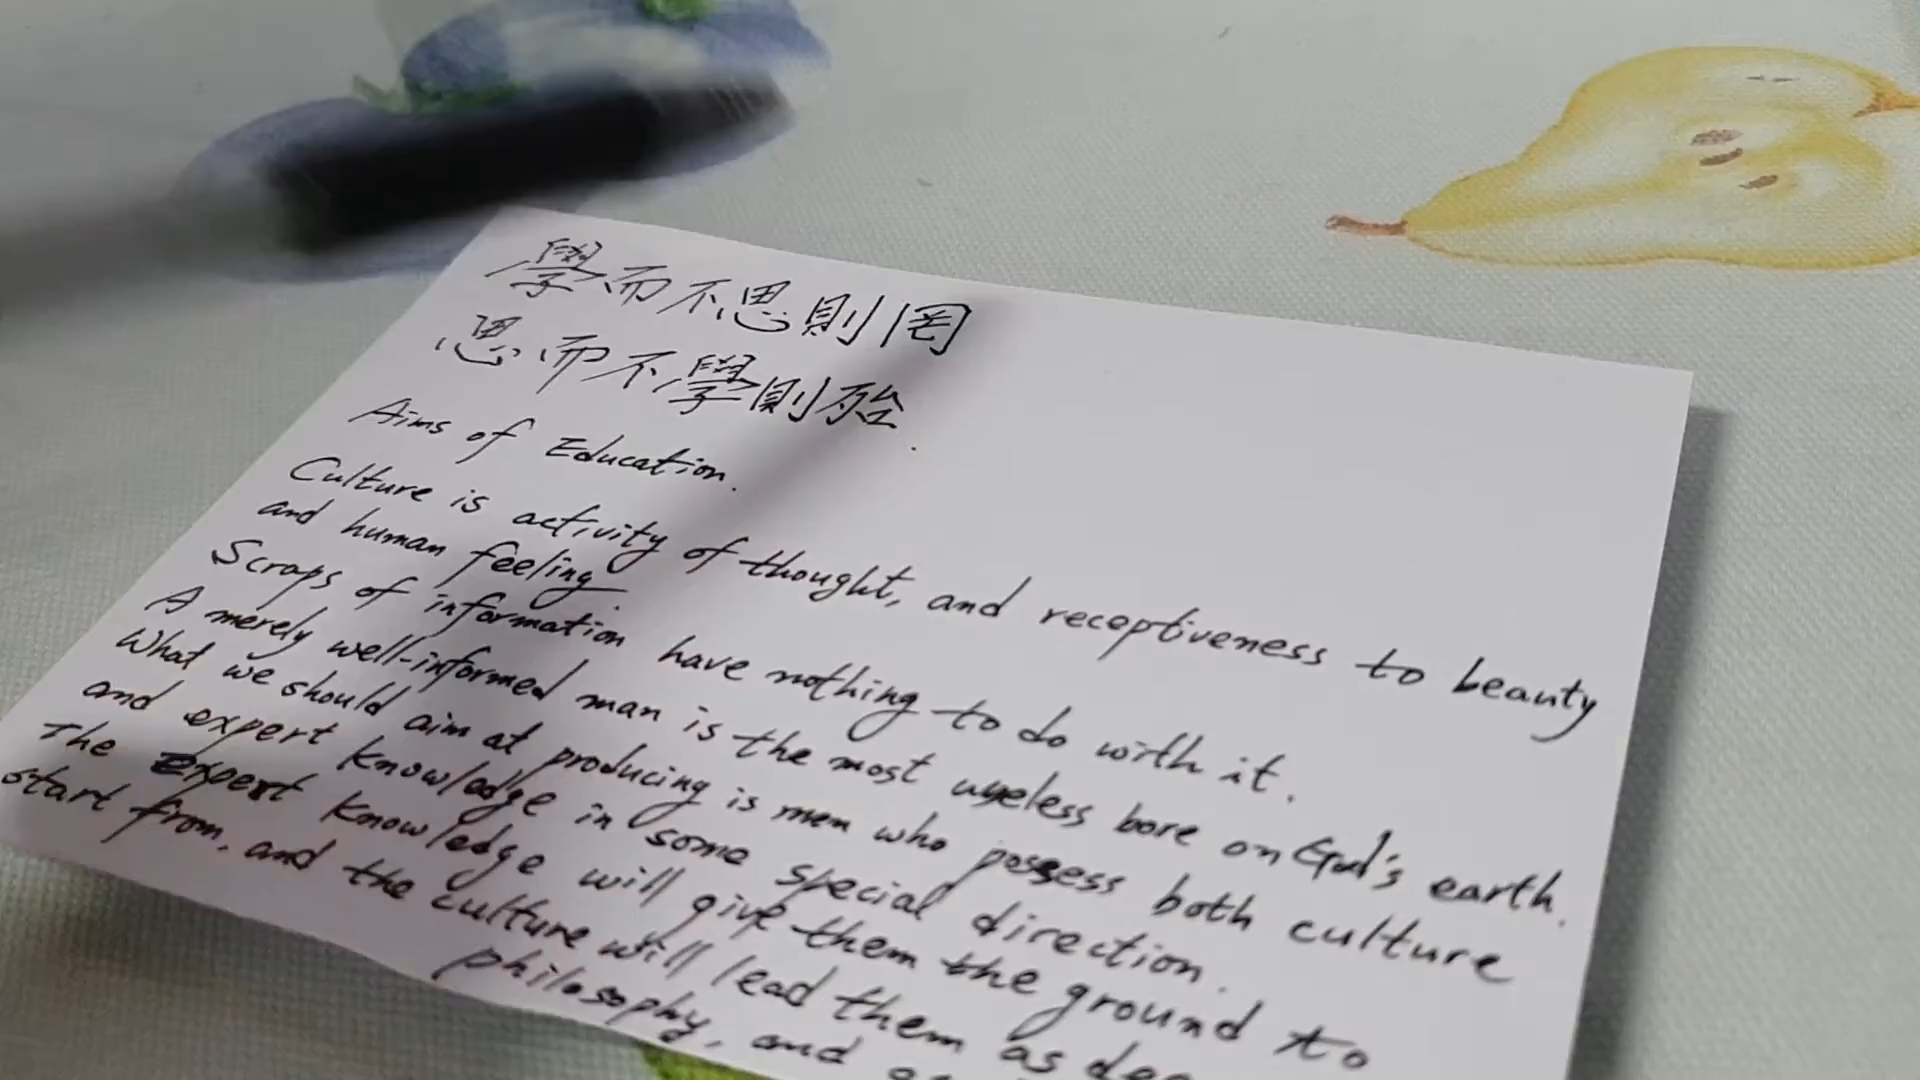 學而不思則罔
思而不學則殆.
Aims of Education.
Culture is activity of thought, and receptiveness to beauty
and human feeling.
Scraps of information have nothing to do with it.
A merely well-informed man is the most useless bore on God's earth.
What we should aim at producing is men who possess both culture
and expert knowledge in some special direction.
The Expert knowledge will give them the ground to
start from, and the culture will lead them as
philosophy, and